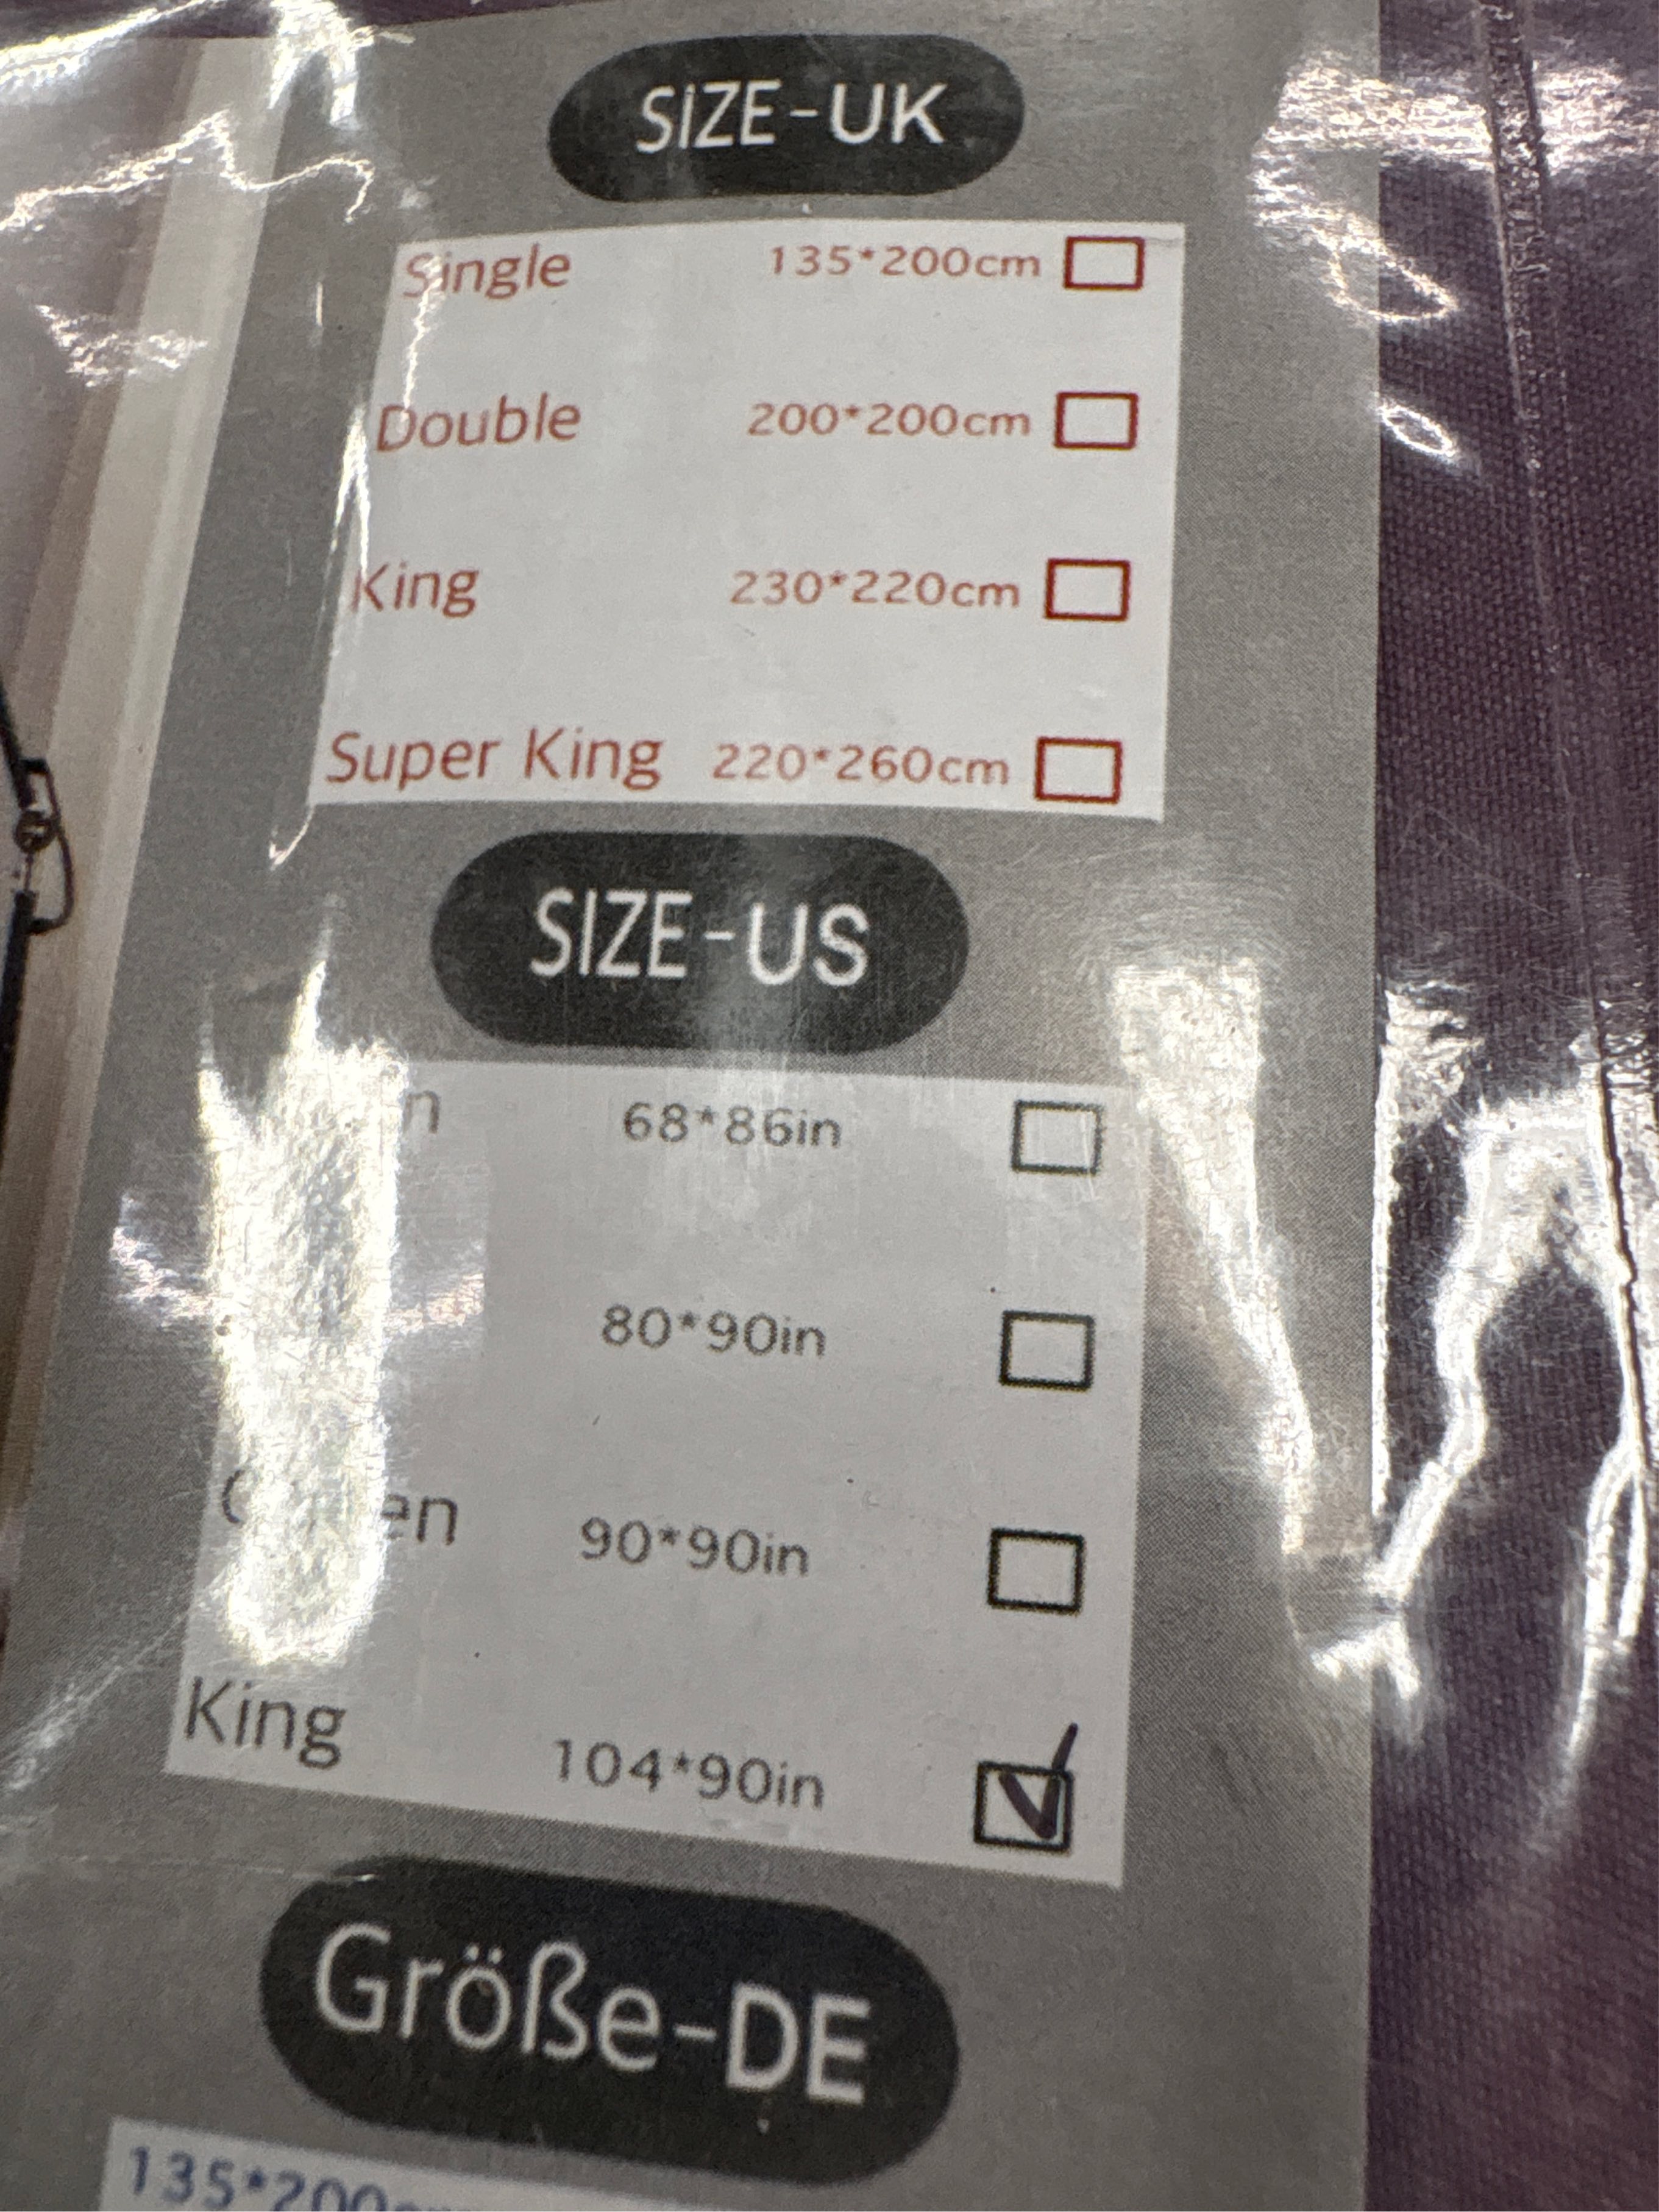 SIZE-UK
Single 135*200cm
Double 200*200cm
King 230*220cm
Super King 220*260cm
SIZE-US
68*86in
80*90in
90*90in
King 104*90in
Größe-DE